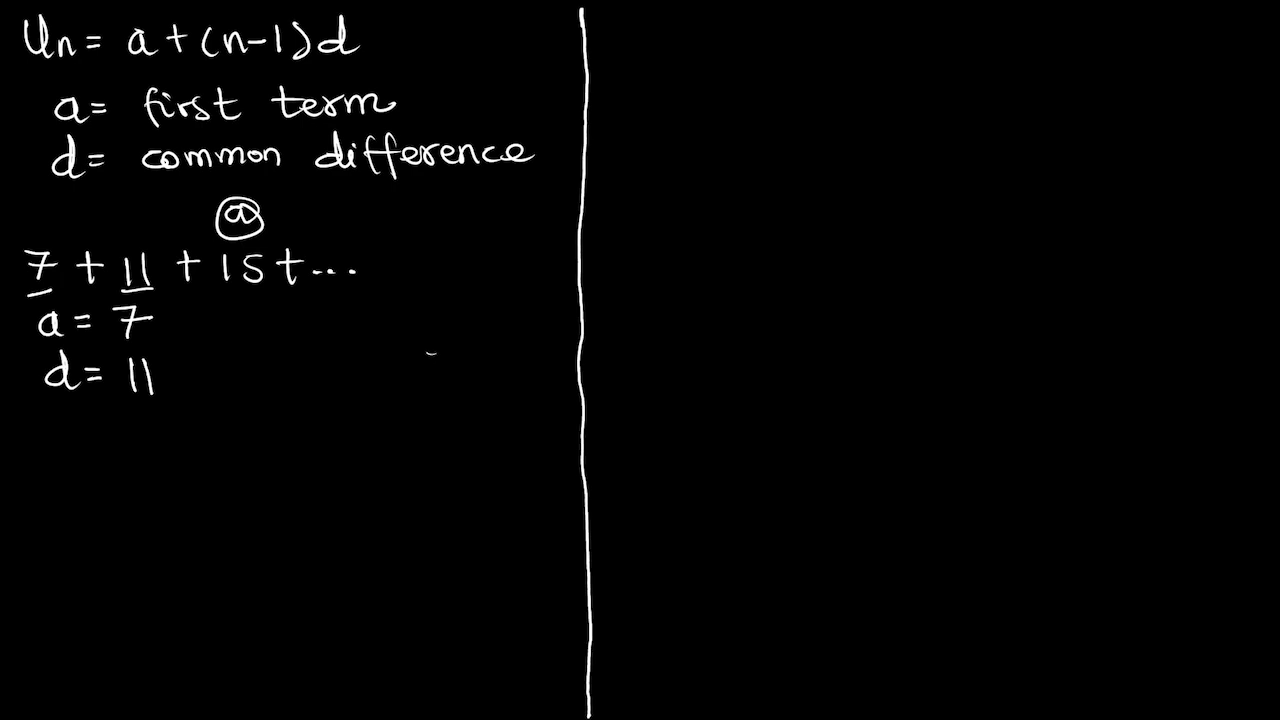 Un = a + (n-1)d
a = first term
d = common difference
a
7 + 11 + 15 + ...
a = 7
d = 11